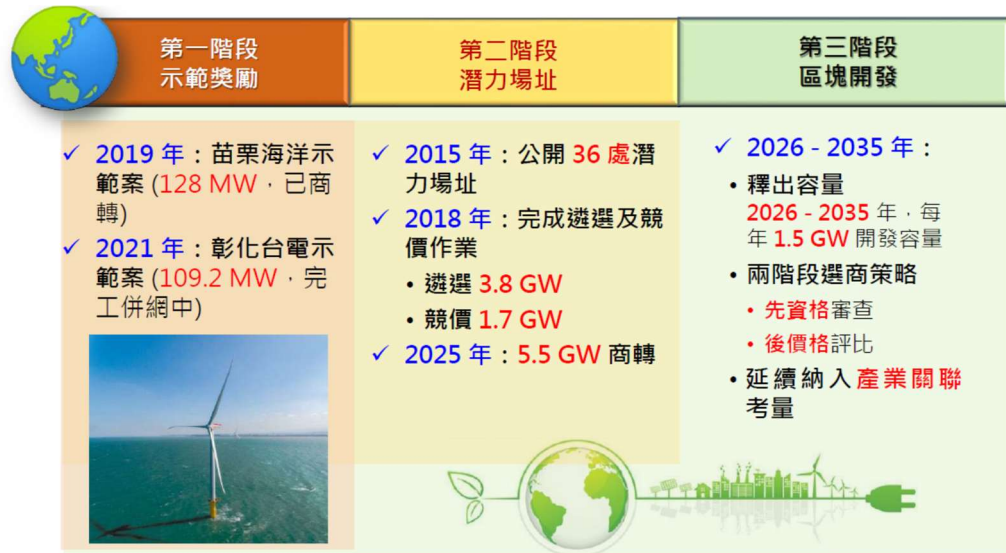 第一階段
示範獎勵
✓ 2019 年：苗栗海洋示
範案 (128 MW，已商
轉)
✓ 2021 年：彰化台電示
範案 (109.2 MW，完
工併網中)
第二階段
潛力場址
✓ 2015 年：公開 36 處潛
力場址
✓ 2018 年：完成遴選及競
價作業
• 遴選 3.8 GW
• 競價 1.7 GW
✓ 2025 年：5.5 GW 商轉
第三階段
區塊開發
✓ 2026 - 2035 年：
• 釋出容量
2026 - 2035 年，每
年 1.5 GW 開發容量
• 兩階段選商策略
• 先資格審查
• 後價格評比
• 延續納入產業關聯
考量